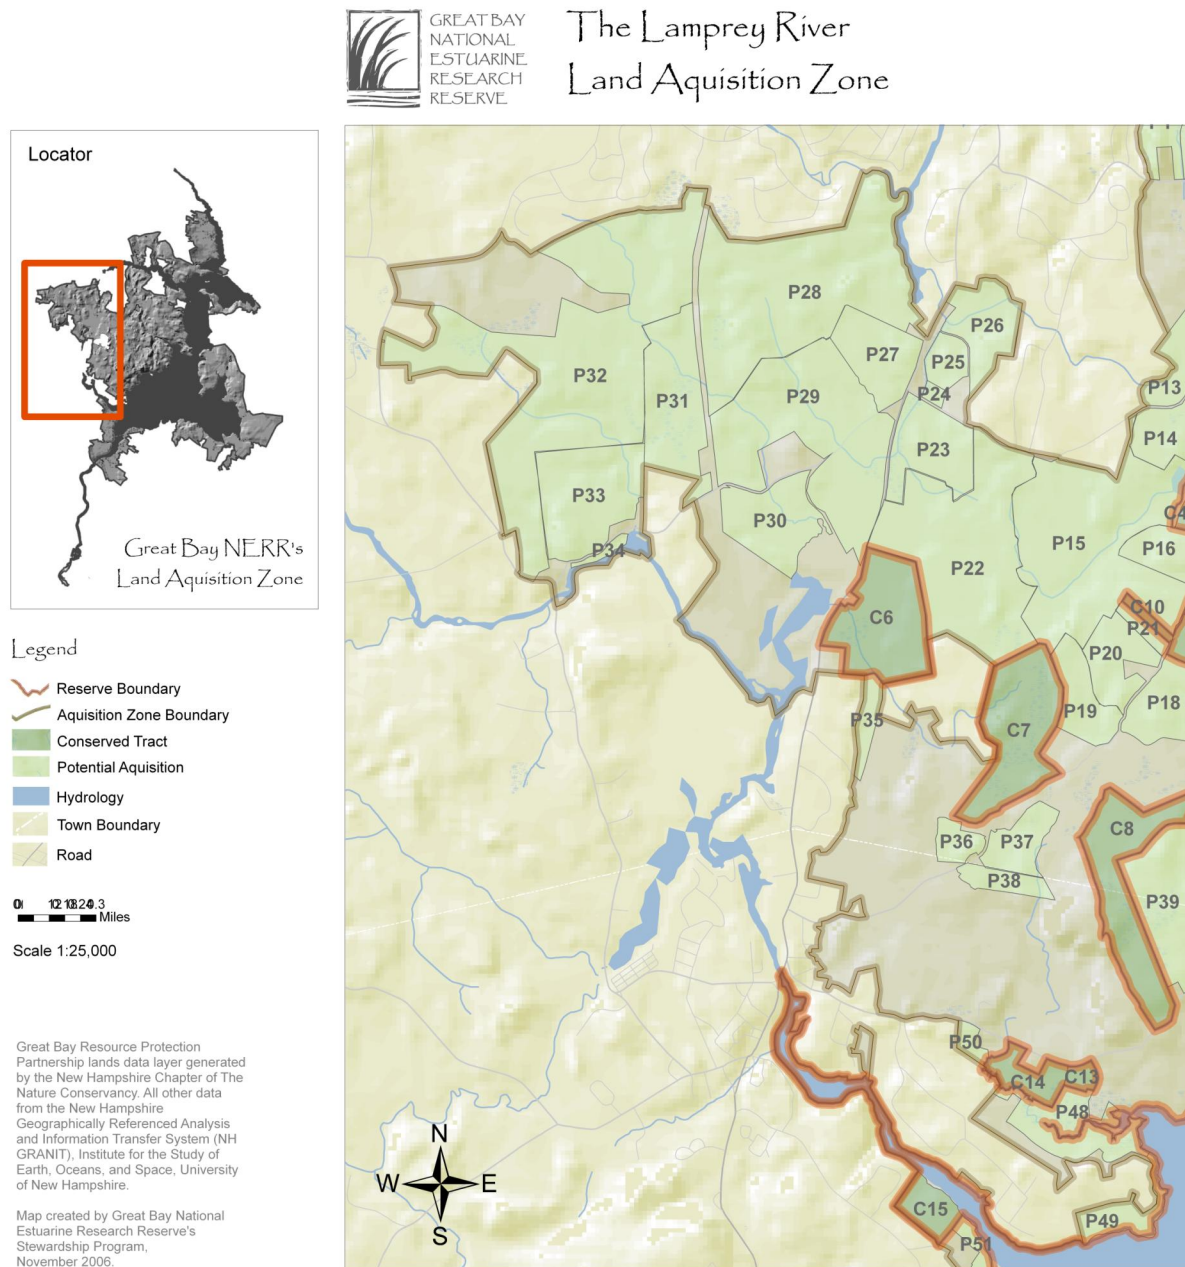 GREAT BAY
NATIONAL
ESTUARINE
RESEARCH
RESERVE
The Lamprey River
Land Aquisition Zone
Locator
Great Bay NERR's
Land Aquisition Zone
Legend
Reserve Boundary
Aquisition Zone Boundary
Conserved Tract
Potential Aquisition
Hydrology
Town Boundary
Road
Miles
Scale 1:25,000
Great Bay Resource Protection
Partnership lands data layer generated
by the New Hampshire Chapter of The
Nature Conservancy. All other data
from the New Hampshire
Geographically Referenced Analysis
and Information Transfer System (NH
GRANIT), Institute for the Study of
Earth, Oceans, and Space, University
of New Hampshire.
Map created by Great Bay National
Estuarine Research Reserve's
Stewardship Program,
November 2006.
P28
P26
P27
P25
P32
P31
P29
P24
P13
P14
P23
P33
P30
P34
P15
P16
P22
C6
C10
P21
P20
P19
P18
P35
C7
C8
P36
P37
P38
P39
P50
C14
C13
P48
C15
P49
P51
N
W
E
S